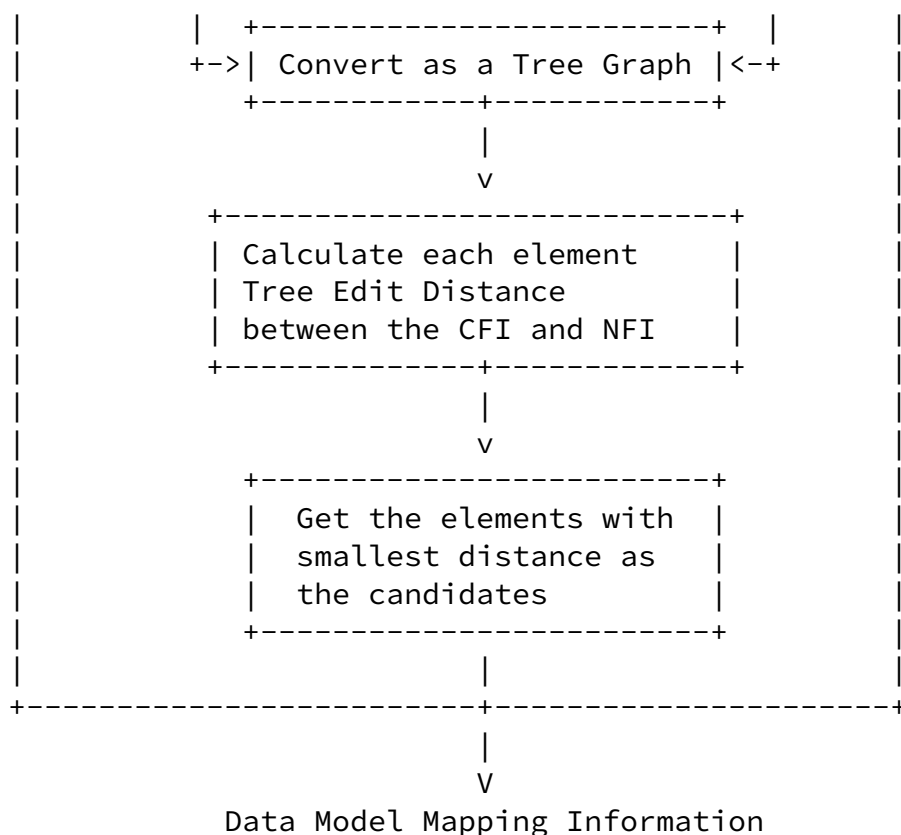 Convert as a Tree Graph
Calculate each element
Tree Edit Distance
between the CFI and NFI
Get the elements with
smallest distance as
the candidates
Data Model Mapping Information